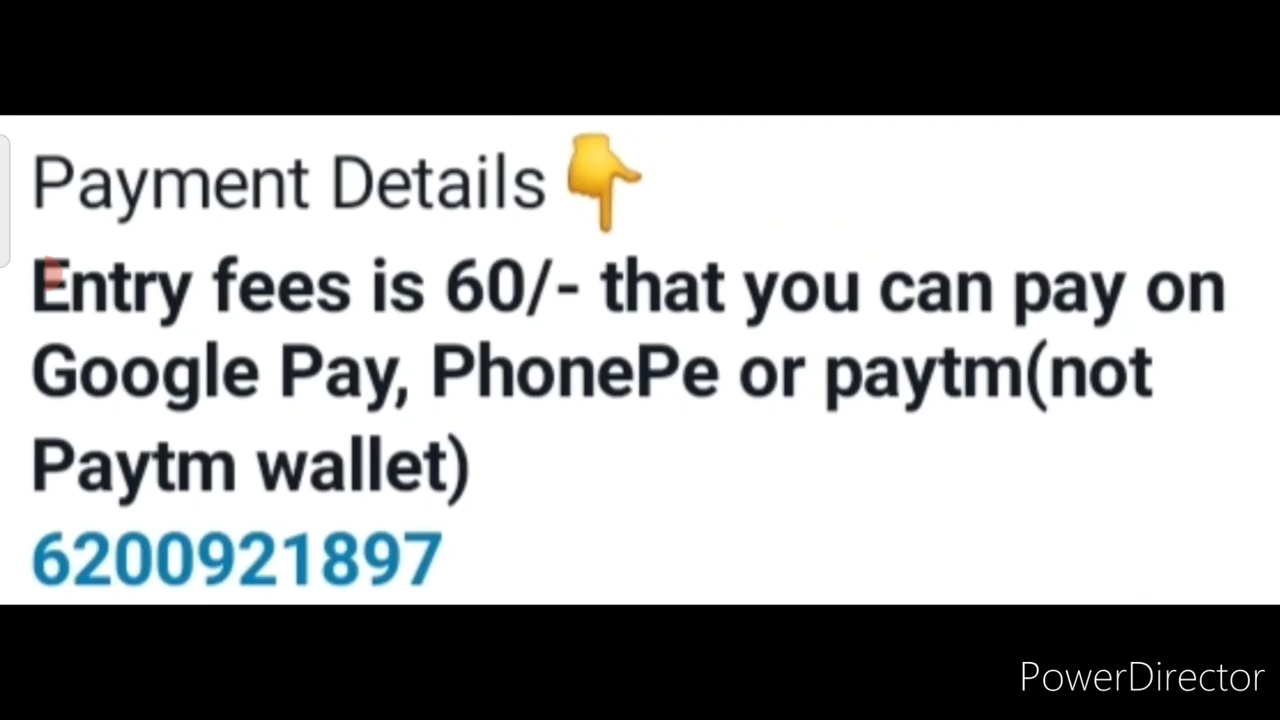 Payment Details👇
Entry fees is 60/- that you can pay on
Google Pay, PhonePe or paytm(not
Paytm wallet)
6200921897
PowerDirector